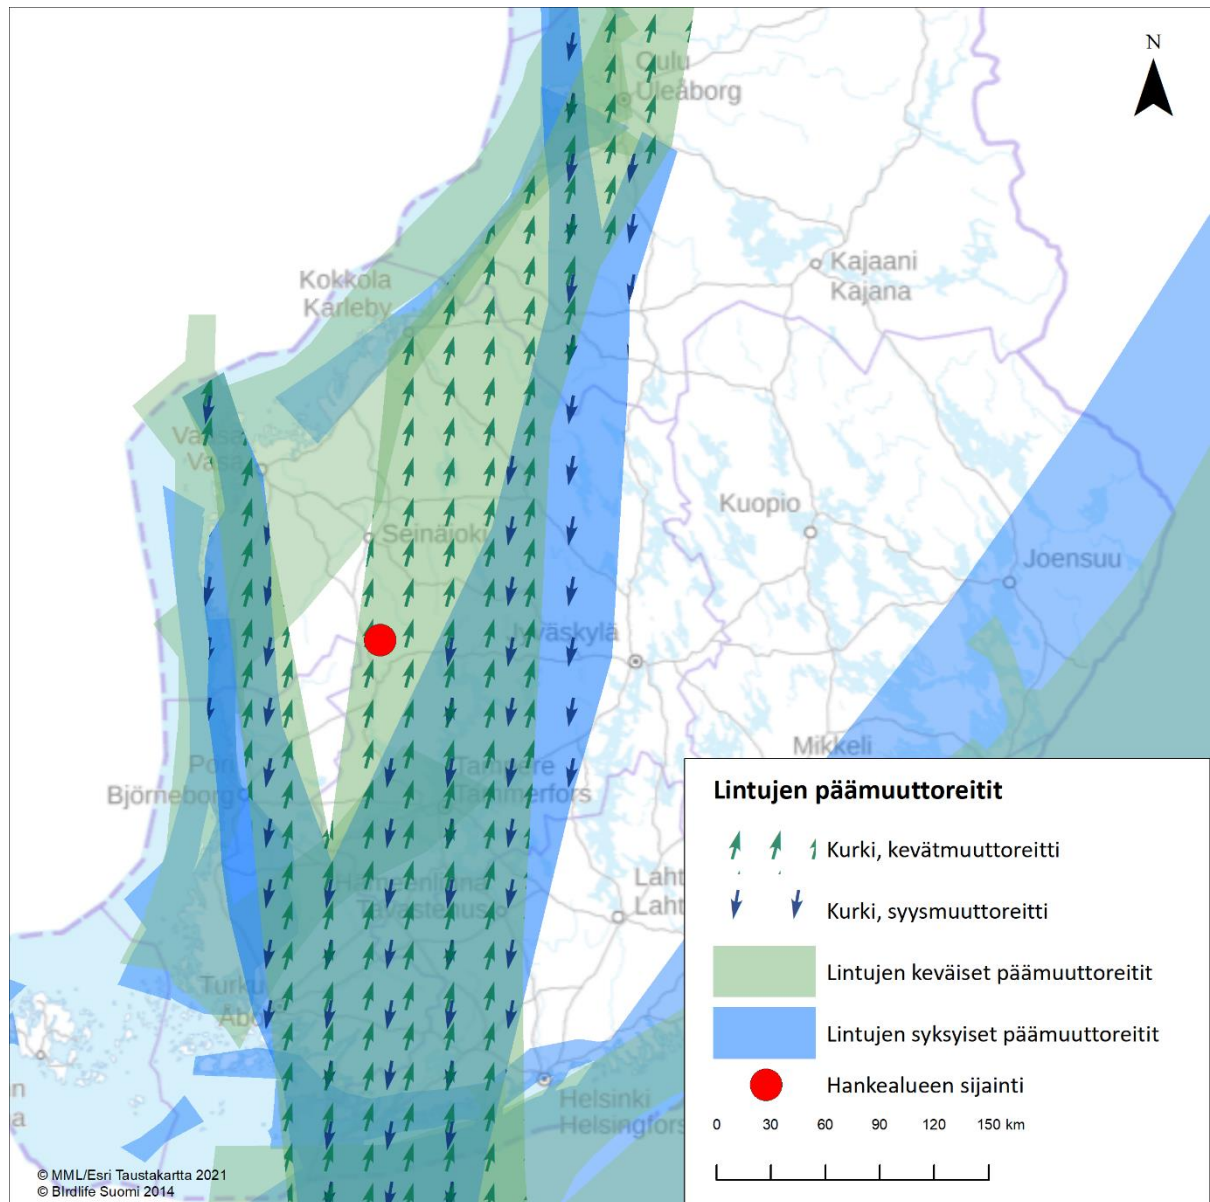 N
Oulu
Uleåborg
Kajaani
Kajana
Kokkola
Karleby
Vaasa
Vasa
Seinäjoki
Kuopio
Joensuu
Jyväskylä
Mikkeli
Pori
Björneborg
Tampere
Tammerfors
Hämeenlinna
Tavastehus
Laht
Laht
Turku
Åbo
Helsinki
Helsingfors
n
a
Lintujen päämuuttoreitit
Kurki, kevätmuuttoreitti
Kurki, syysmuuttoreitti
Lintujen keväiset päämuuttoreitit
Lintujen syksyiset päämuuttoreitit
Hankealueen sijainti
0 30 60 90 120 150 km
© MML/Esri Taustakartta 2021
© Birdlife Suomi 2014